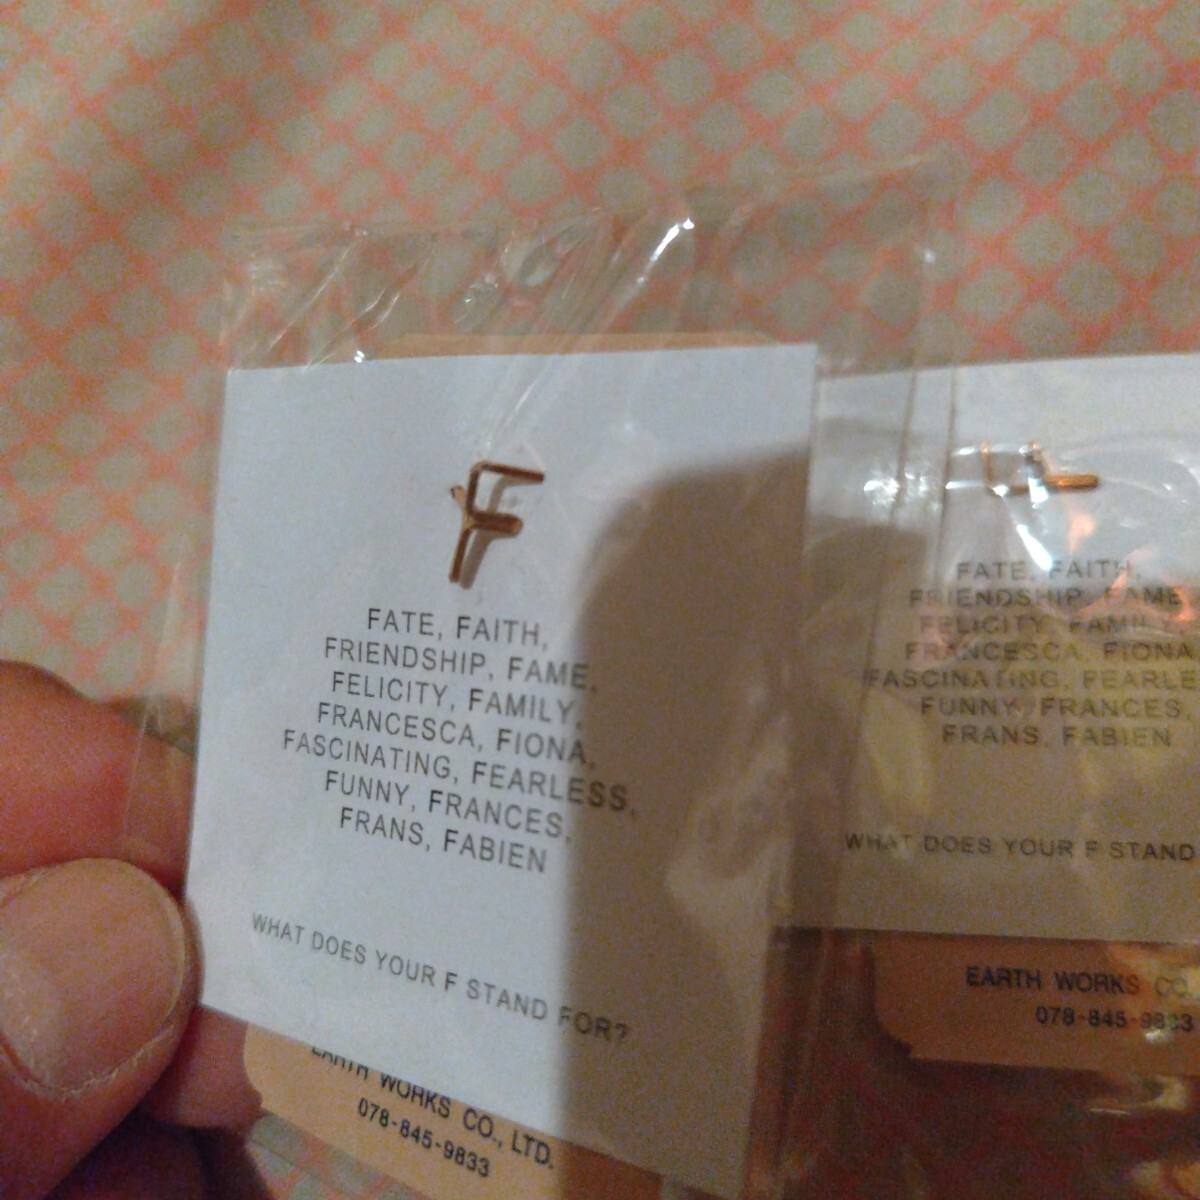 F
FATE, FAITH,
FRIENDSHIP, FAME,
FELICITY, FAMILY,
FRANCESCA, FIONA,
FASCINATING, FEARLESS,
FUNNY, FRANCES,
FRANS, FABIEN
WHAT DOES YOUR F STAND FOR?
EARTH WORKS CO., LTD.
078-845-9833
FATE, FAITH,
FRIENDSHIP, FAME,
FELICITY, FAMILY,
FRANCESCA, FIONA
FASCINATING, FEARLE
FUNNY, FRANCES,
FRANS, FABIEN
WHAT DOES YOUR F STAND
EARTH WORKS CO.
078-845-9833